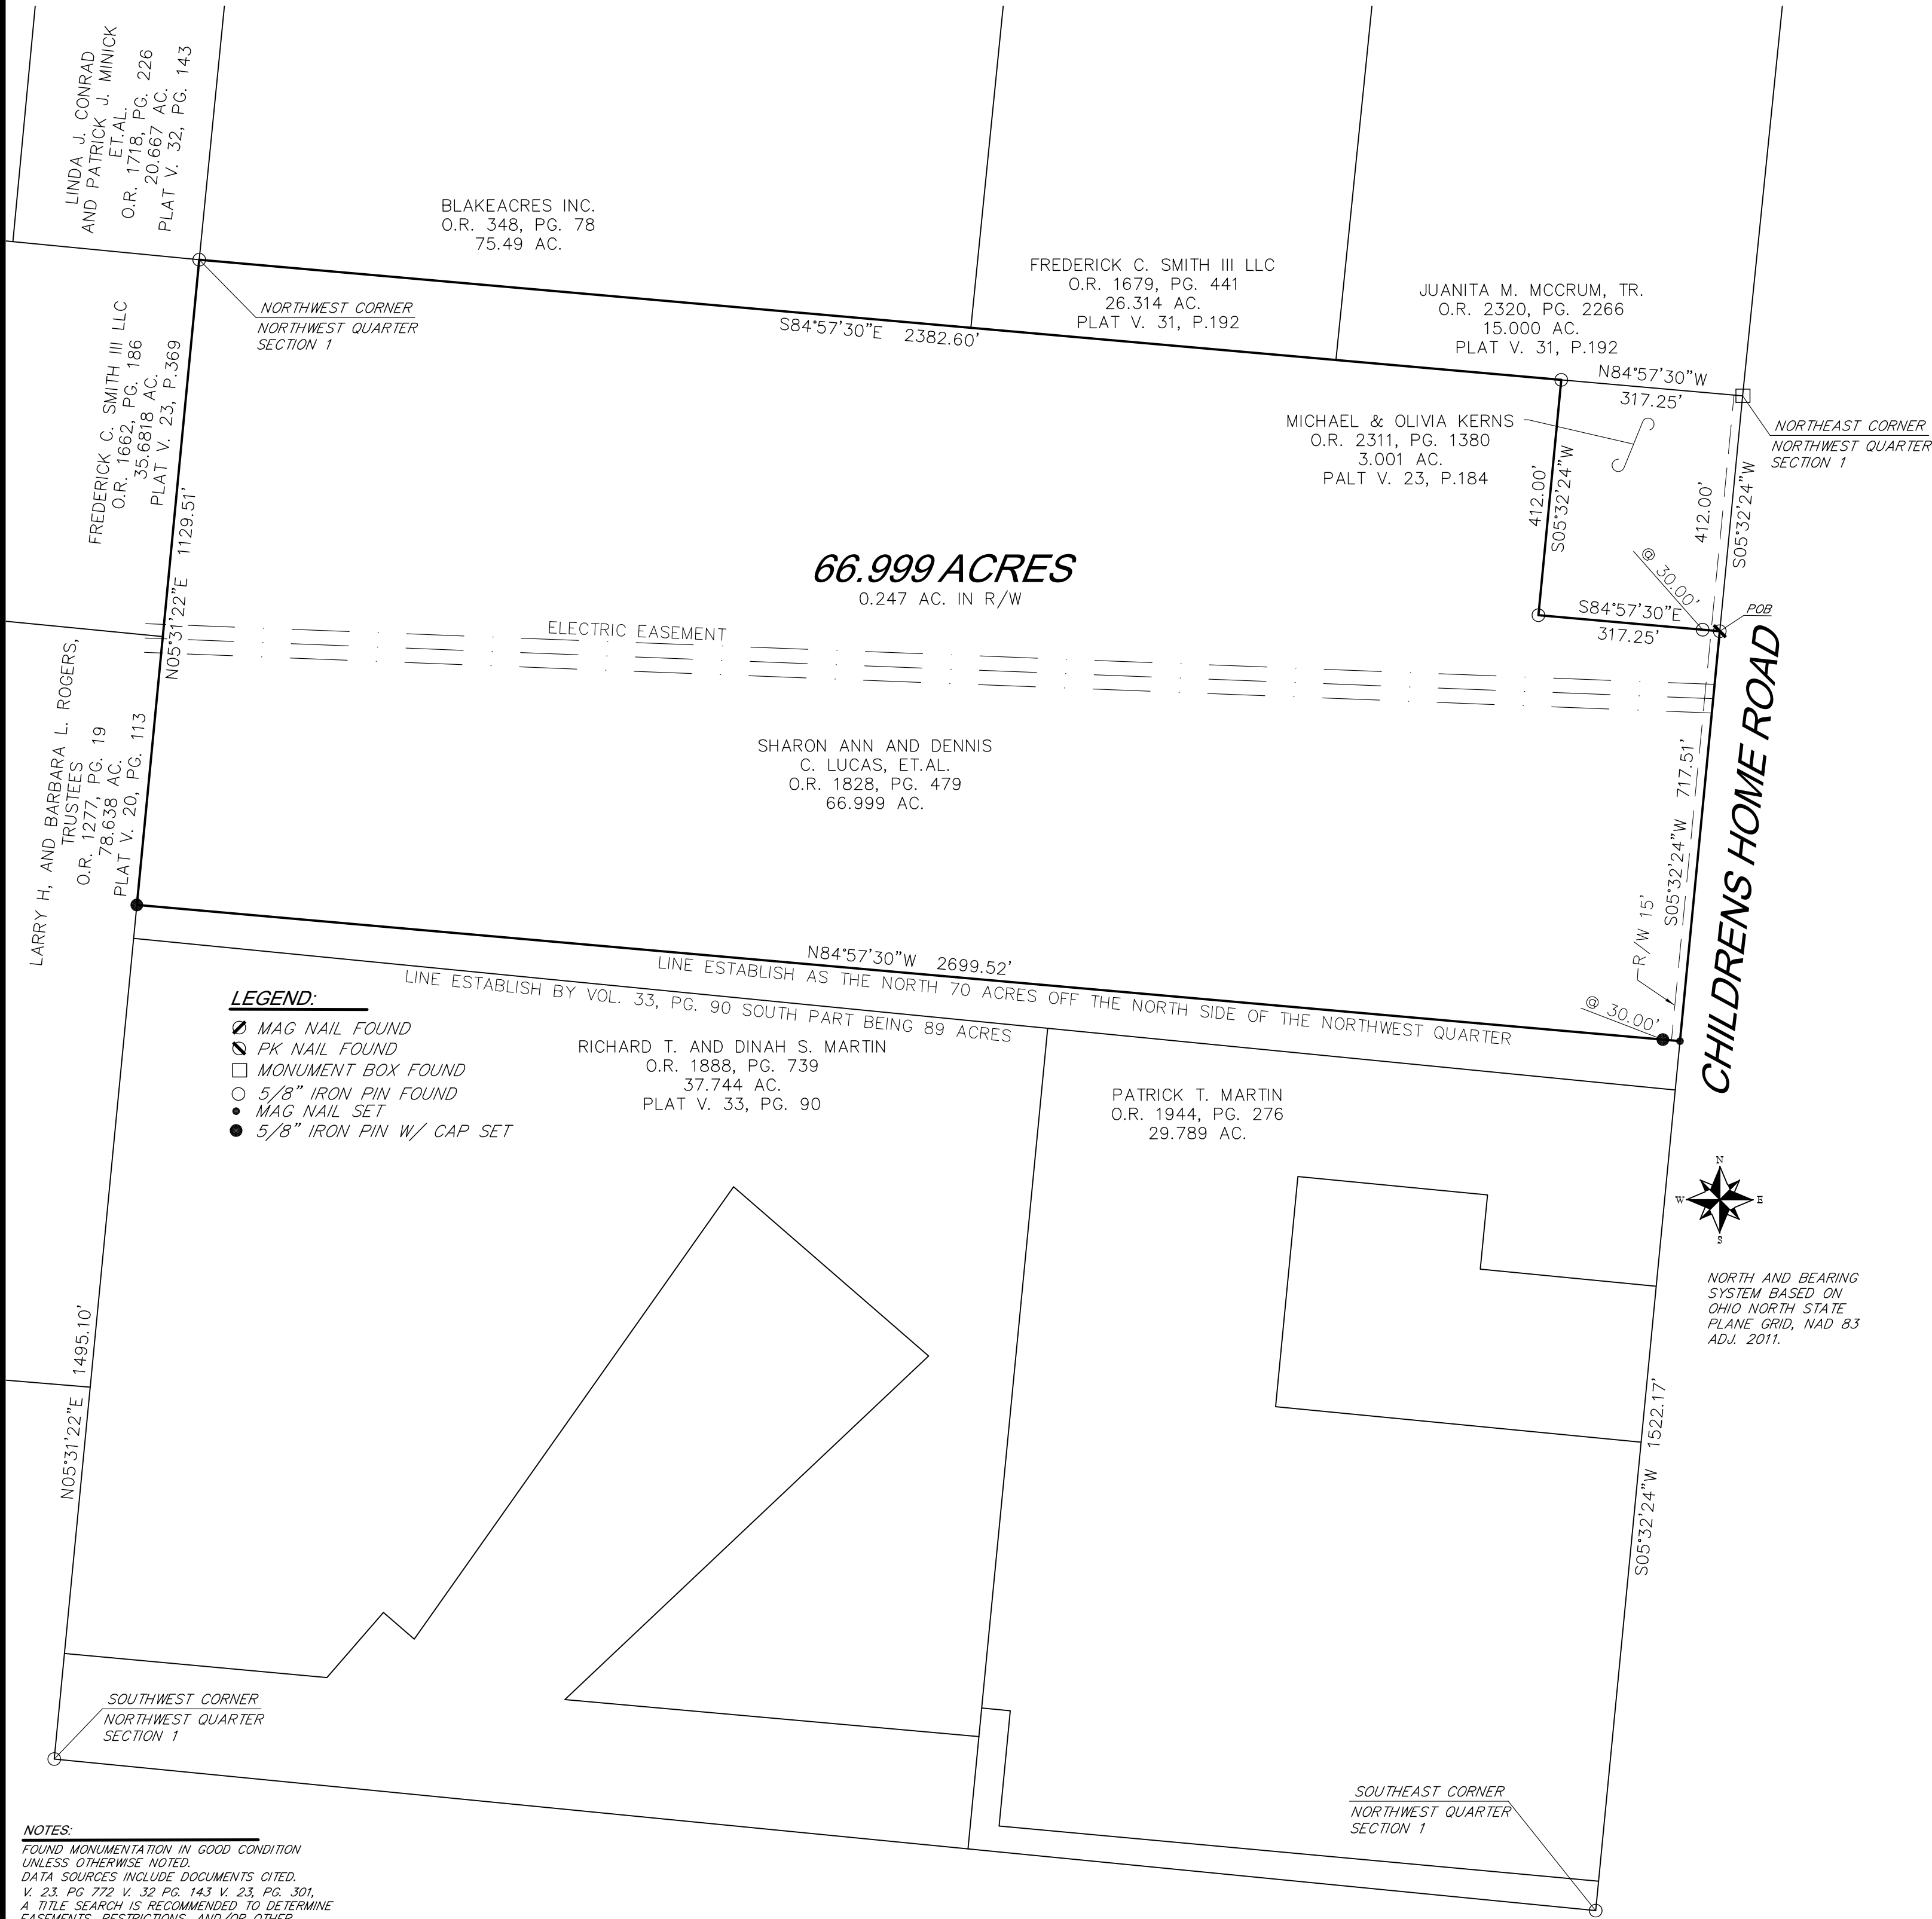 LINDA J. CONRAD
AND PATRICK J. MINICK
ET.AL.
O.R. 1718, PG. 226
20.667 AC.
PLAT V. 32, PG. 143
BLAKEACRES INC.
O.R. 348, PG. 78
75.49 AC.
FREDERICK C. SMITH III LLC
O.R. 1679, PG. 441
26.314 AC.
PLAT V. 31, P.192
JUANITA M. MCCRUM, TR.
O.R. 2320, PG. 2266
15.000 AC.
PLAT V. 31, P.192
NORTHWEST CORNER
NORTHWEST QUARTER
SECTION 1
S84°57'30"E 2382.60'
N84°57'30"W
317.25'
NORTHEAST CORNER
NORTHWEST QUARTER
SECTION 1
FREDERICK C. SMITH III LLC
O.R. 1662, PG. 186
35.6818 AC.
PLAT V. 23, P.369
N05°31'22"E 1129.51'
MICHAEL & OLIVIA KERNS
O.R. 2311, PG. 1380
3.001 AC.
PALT V. 23, P.184
412.00'
S05°32'24"W
412.00'
S05°32'24"W
@ 30.00'
S84°57'30"E
317.25'
POB
66.999 ACRES
0.247 AC. IN R/W
ELECTRIC EASEMENT
SHARON ANN AND DENNIS
C. LUCAS, ET.AL.
O.R. 1828, PG. 479
66.999 AC.
LARRY H, AND BARBARA L. ROGERS,
TRUSTEES
O.R. 1277, PG. 19
78.638 AC.
PLAT V. 20, PG. 113
S05°32'24"W 717.51'
R/W 15'
CHILDRENS HOME ROAD
@ 30.00'
N84°57'30"W 2699.52'
LINE ESTABLISH AS THE NORTH 70 ACRES OFF THE NORTH SIDE OF THE NORTHWEST QUARTER
LINE ESTABLISH BY VOL. 33, PG. 90 SOUTH PART BEING 89 ACRES
LEGEND:
MAG NAIL FOUND
PK NAIL FOUND
MONUMENT BOX FOUND
5/8" IRON PIN FOUND
MAG NAIL SET
5/8" IRON PIN W/ CAP SET
RICHARD T. AND DINAH S. MARTIN
O.R. 1888, PG. 739
37.744 AC.
PLAT V. 33, PG. 90
PATRICK T. MARTIN
O.R. 1944, PG. 276
29.789 AC.
N
W E
S
NORTH AND BEARING
SYSTEM BASED ON
OHIO NORTH STATE
PLANE GRID, NAD 83
ADJ. 2011.
N05°31'22"E 1495.10'
S05°32'24"W 1522.17'
SOUTHWEST CORNER
NORTHWEST QUARTER
SECTION 1
SOUTHEAST CORNER
NORTHWEST QUARTER
SECTION 1
NOTES:
FOUND MONUMENTATION IN GOOD CONDITION
UNLESS OTHERWISE NOTED.
DATA SOURCES INCLUDE DOCUMENTS CITED.
V. 23. PG 772 V. 32 PG. 143 V. 23, PG. 301,
A TITLE SEARCH IS RECOMMENDED TO DETERMINE
EASEMENTS, RESTRICTIONS, AND/OR OTHER